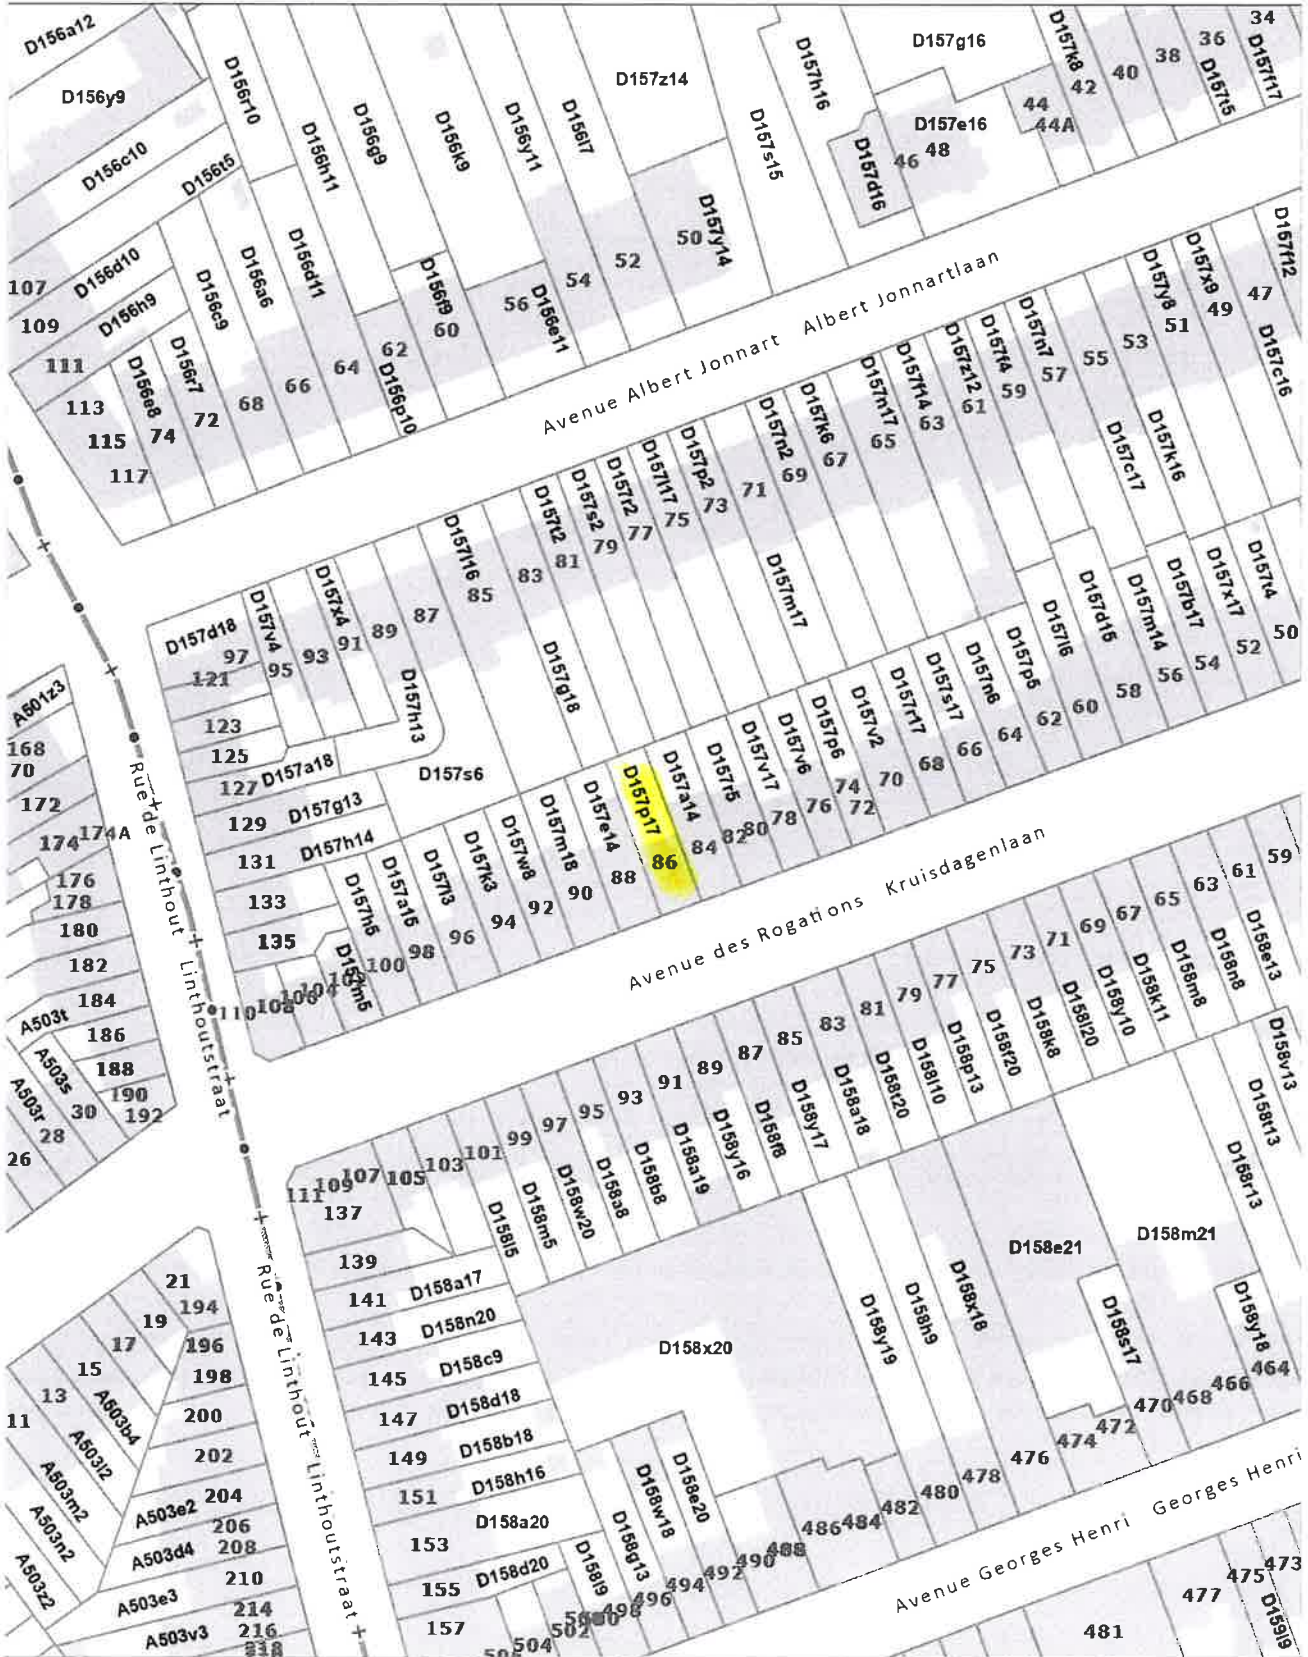 D156a12
D156y9
D156c10
D156t5
D156r10
D156h11
D156g9
D156k9
D156y11
D156l7
D157z14
D157s15
D157h16
D157g16
D157k8
42
40
38
36
34
D157t5
D157f17
44
44A
D157e16
46
48
D157d16
107
109
111
113
115
117
D156d10
D156h9
D156c9
D156a6
D156d11
D156e8
D156r7
74
72
68
66
64
62
D156p10
D156f9
60
56
D156e11
54
52
50
D157y14
Avenue Albert Jonnart Albert Jonnartlaan
D157f12
D157x9
D157y8
47
49
51
53
55
D157f4
D157n7
57
59
D157z12
61
D157f14
63
D157n17
65
D157k6
67
D157n2
69
71
D157p2
73
D157l17
75
D157r2
77
D157s2
79
D157t2
81
83
D157l16
85
87
89
D157x4
91
93
D157v4
95
D157d18
97
121
123
125
127
D157a18
D157h13
D157g18
D157m17
D157c17
D157k16
D157f16
D157c16
129
D157g13
131
D157h14
133
135
D157s6
D157h5
D157a15
D157l3
D157k3
D157w8
D157m18
D157e14
D157p17
D157a14
D157r5
D157v17
D157v6
D157p6
D157v2
D157r17
D157s17
D157n6
D157p5
D157l6
D157d15
D157m14
D157b17
D157x17
D157t4
110
108
106
104
102
D157m5
100
98
96
94
92
90
88
86
84
82
80
78
76
74
72
70
68
66
64
62
60
58
56
54
52
50
Avenue des Rogations Kruisdagenlaan
A501z3
168
70
172
174
174A
176
178
180
182
184
A503t
186
188
190
192
A503s
A503r
30
28
26
Rue de Linthout Linthoutstraat
111
109
107
105
103
101
99
97
95
93
91
89
87
85
83
81
79
77
75
73
71
69
67
65
63
61
59
137
139
141
143
145
147
149
151
153
155
157
D158l5
D158m5
D158w20
D158a8
D158b8
D158a19
D158y16
D158f8
D158y17
D158a18
D158t20
D158l10
D158p13
D158f20
D158k8
D158l20
D158y10
D158k11
D158m8
D158n8
D158e13
D158v13
D158t13
D158r13
D158a17
D158n20
D158c9
D158d18
D158b18
D158h16
D158a20
D158d20
D158x20
D158y19
D158h9
D158x18
D158e21
D158m21
D158s17
D158y18
D158l9
D158g13
D158w18
D158e20
504
502
498
496
494
492
490
488
486
484
482
480
478
476
474
472
470
468
466
464
Avenue Georges Henri Georges Henri
481
477
475
473
D159l9
21
19
17
15
13
11
194
196
198
200
202
204
206
208
210
214
216
218
A503b4
A503l2
A503m2
A503n2
A503z2
A503e2
A503d4
A503e3
A503v3
Rue de Linthout Linthoutstraat